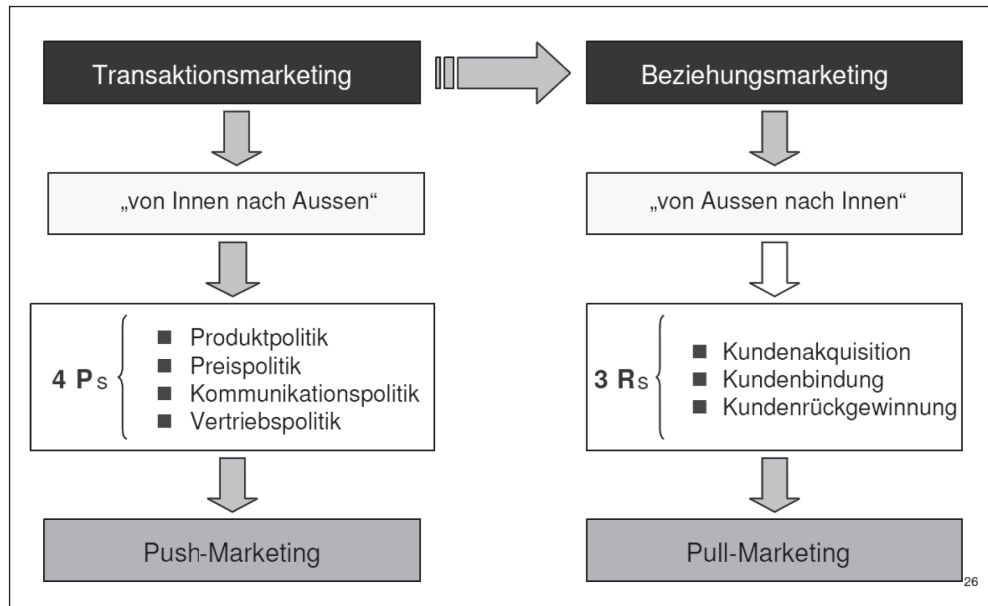 Transaktionsmarketing
Beziehungsmarketing
„von Innen nach Aussen“
„von Aussen nach Innen“
4 Ps
■ Produktpolitik
■ Preispolitik
■ Kommunikationspolitik
■ Vertriebspolitik
3 Rs
■ Kundenakquisition
■ Kundenbindung
■ Kundenrückgewinnung
Push-Marketing
Pull-Marketing
26